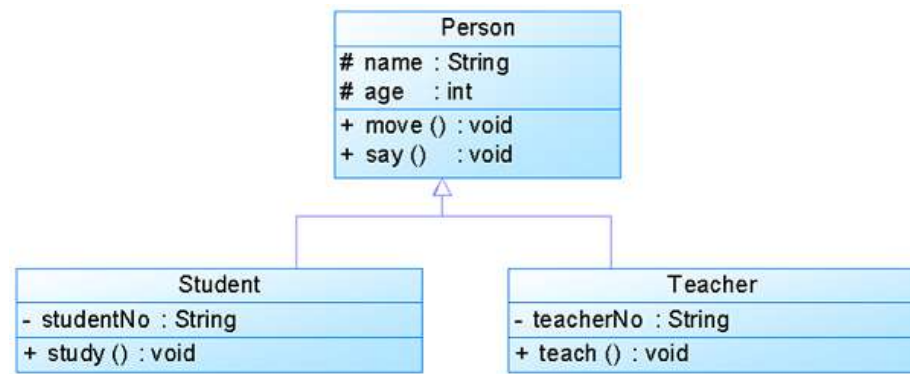 Person
# name : String
# age : int
+ move () : void
+ say () : void
Student
- studentNo : String
+ study () : void
Teacher
- teacherNo : String
+ teach () : void